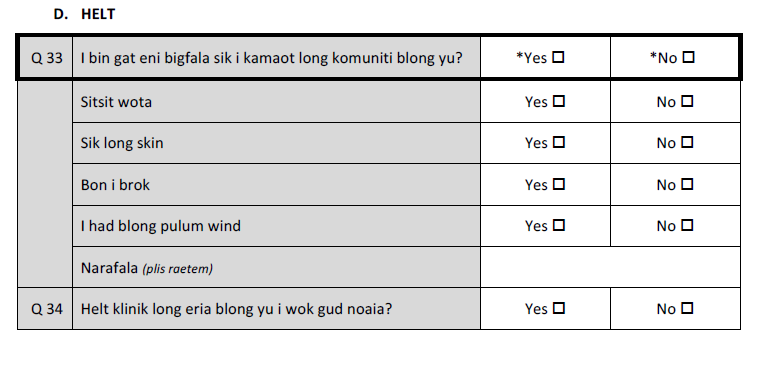 D. HELT
Q 33 I bin gat eni bigfala sik i kamaot long komuniti blong yu? *Yes ☐ *No ☐
Sitsit wota Yes ☐ No ☐
Sik long skin Yes ☐ No ☐
Bon i brok Yes ☐ No ☐
I had blong pulum wind Yes ☐ No ☐
Narafala (plis raetem)
Q 34 Helt klinik long eria blong yu i wok gud noaia? Yes ☐ No ☐